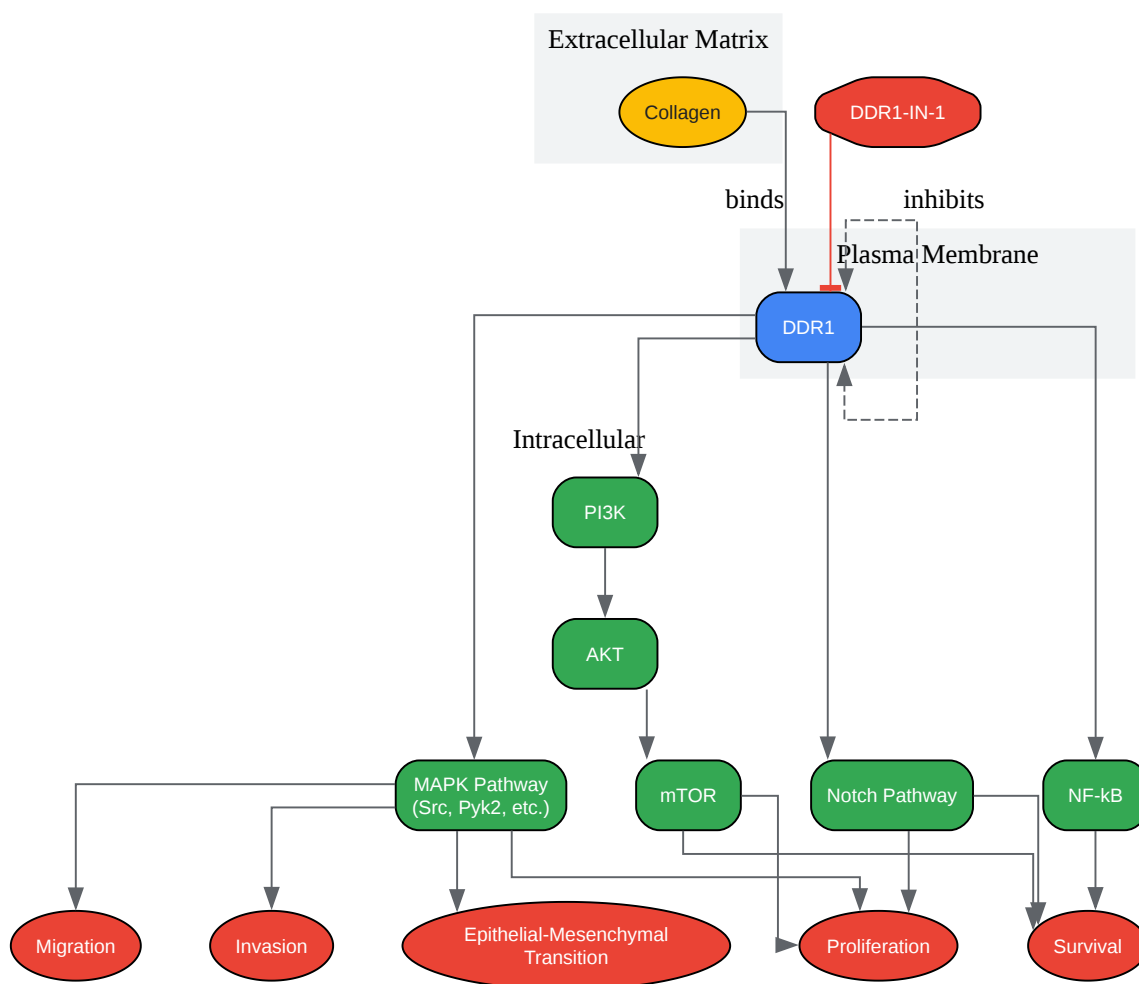 Extracellular Matrix
Collagen
DDR1-IN-1
binds
inhibits
Plasma Membrane
DDR1
Intracellular
PI3K
AKT
MAPK Pathway
(Src, Pyk2, etc.)
mTOR
Notch Pathway
NF-kB
Migration
Invasion
Epithelial-Mesenchymal
Transition
Proliferation
Survival